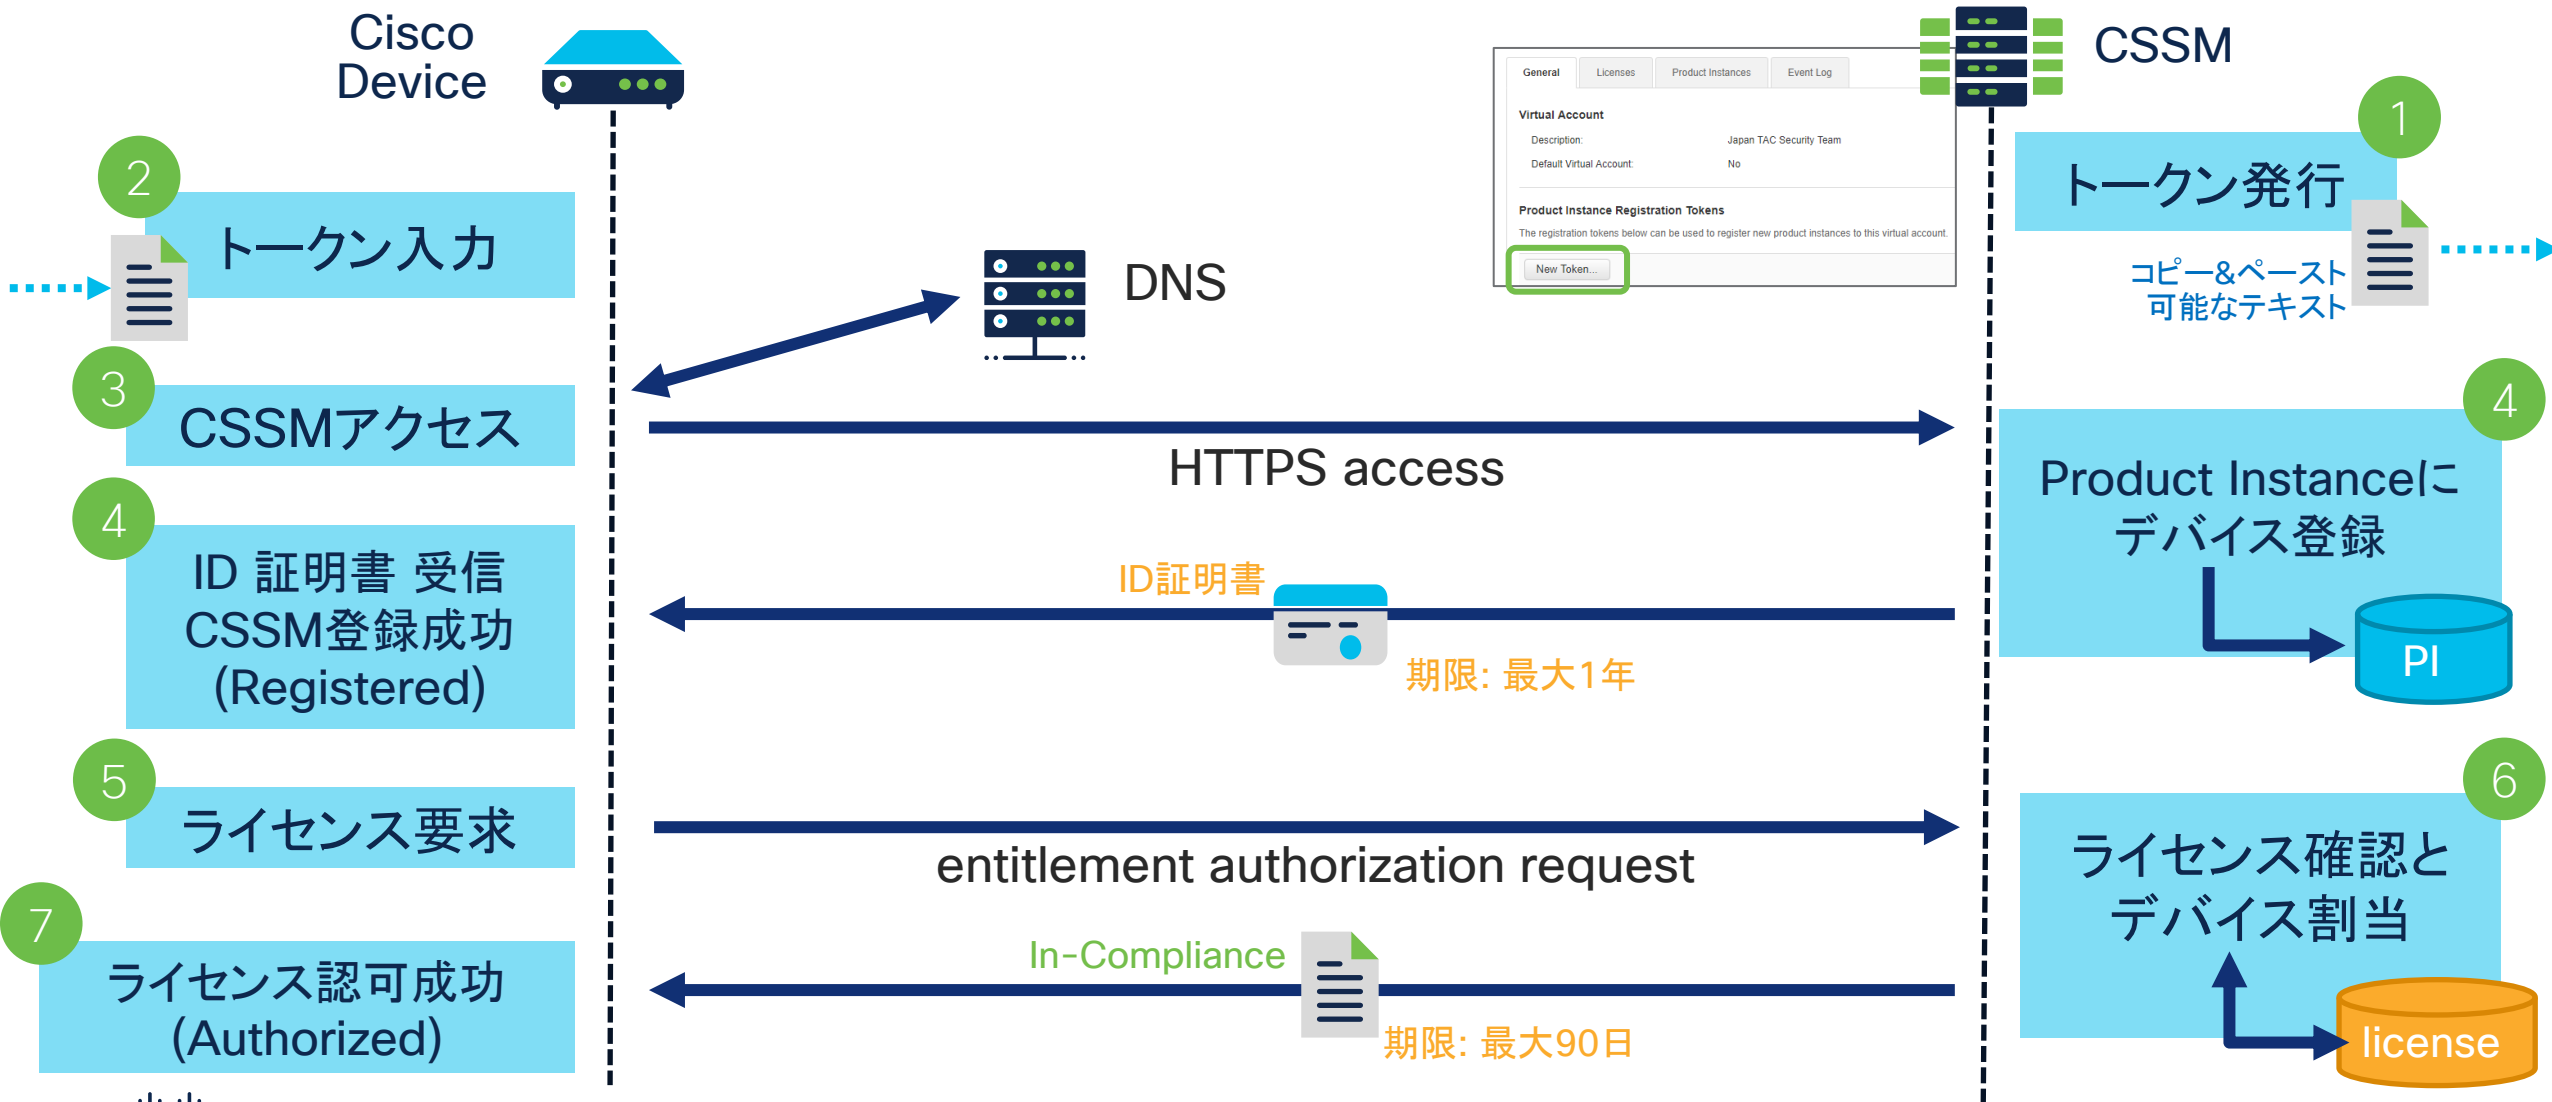 Cisco
Device
CSSM
General
Licenses
Product Instances
Event Log
Virtual Account
Description:
Japan TAC Security Team
Default Virtual Account:
No
Product Instance Registration Tokens
The registration tokens below can be used to register new product instances to this virtual account.
New Token...
1
トークン発行
コピー&ペースト
可能なテキスト
2
トークン入力
DNS
3
CSSMアクセス
HTTPS access
4
Product Instanceに
デバイス登録
PI
4
ID 証明書 受信
CSSM登録成功
(Registered)
ID証明書
期限: 最大1年
5
ライセンス要求
entitlement authorization request
6
ライセンス確認と
デバイス割当
license
7
ライセンス認可成功
(Authorized)
In-Compliance
期限: 最大90日